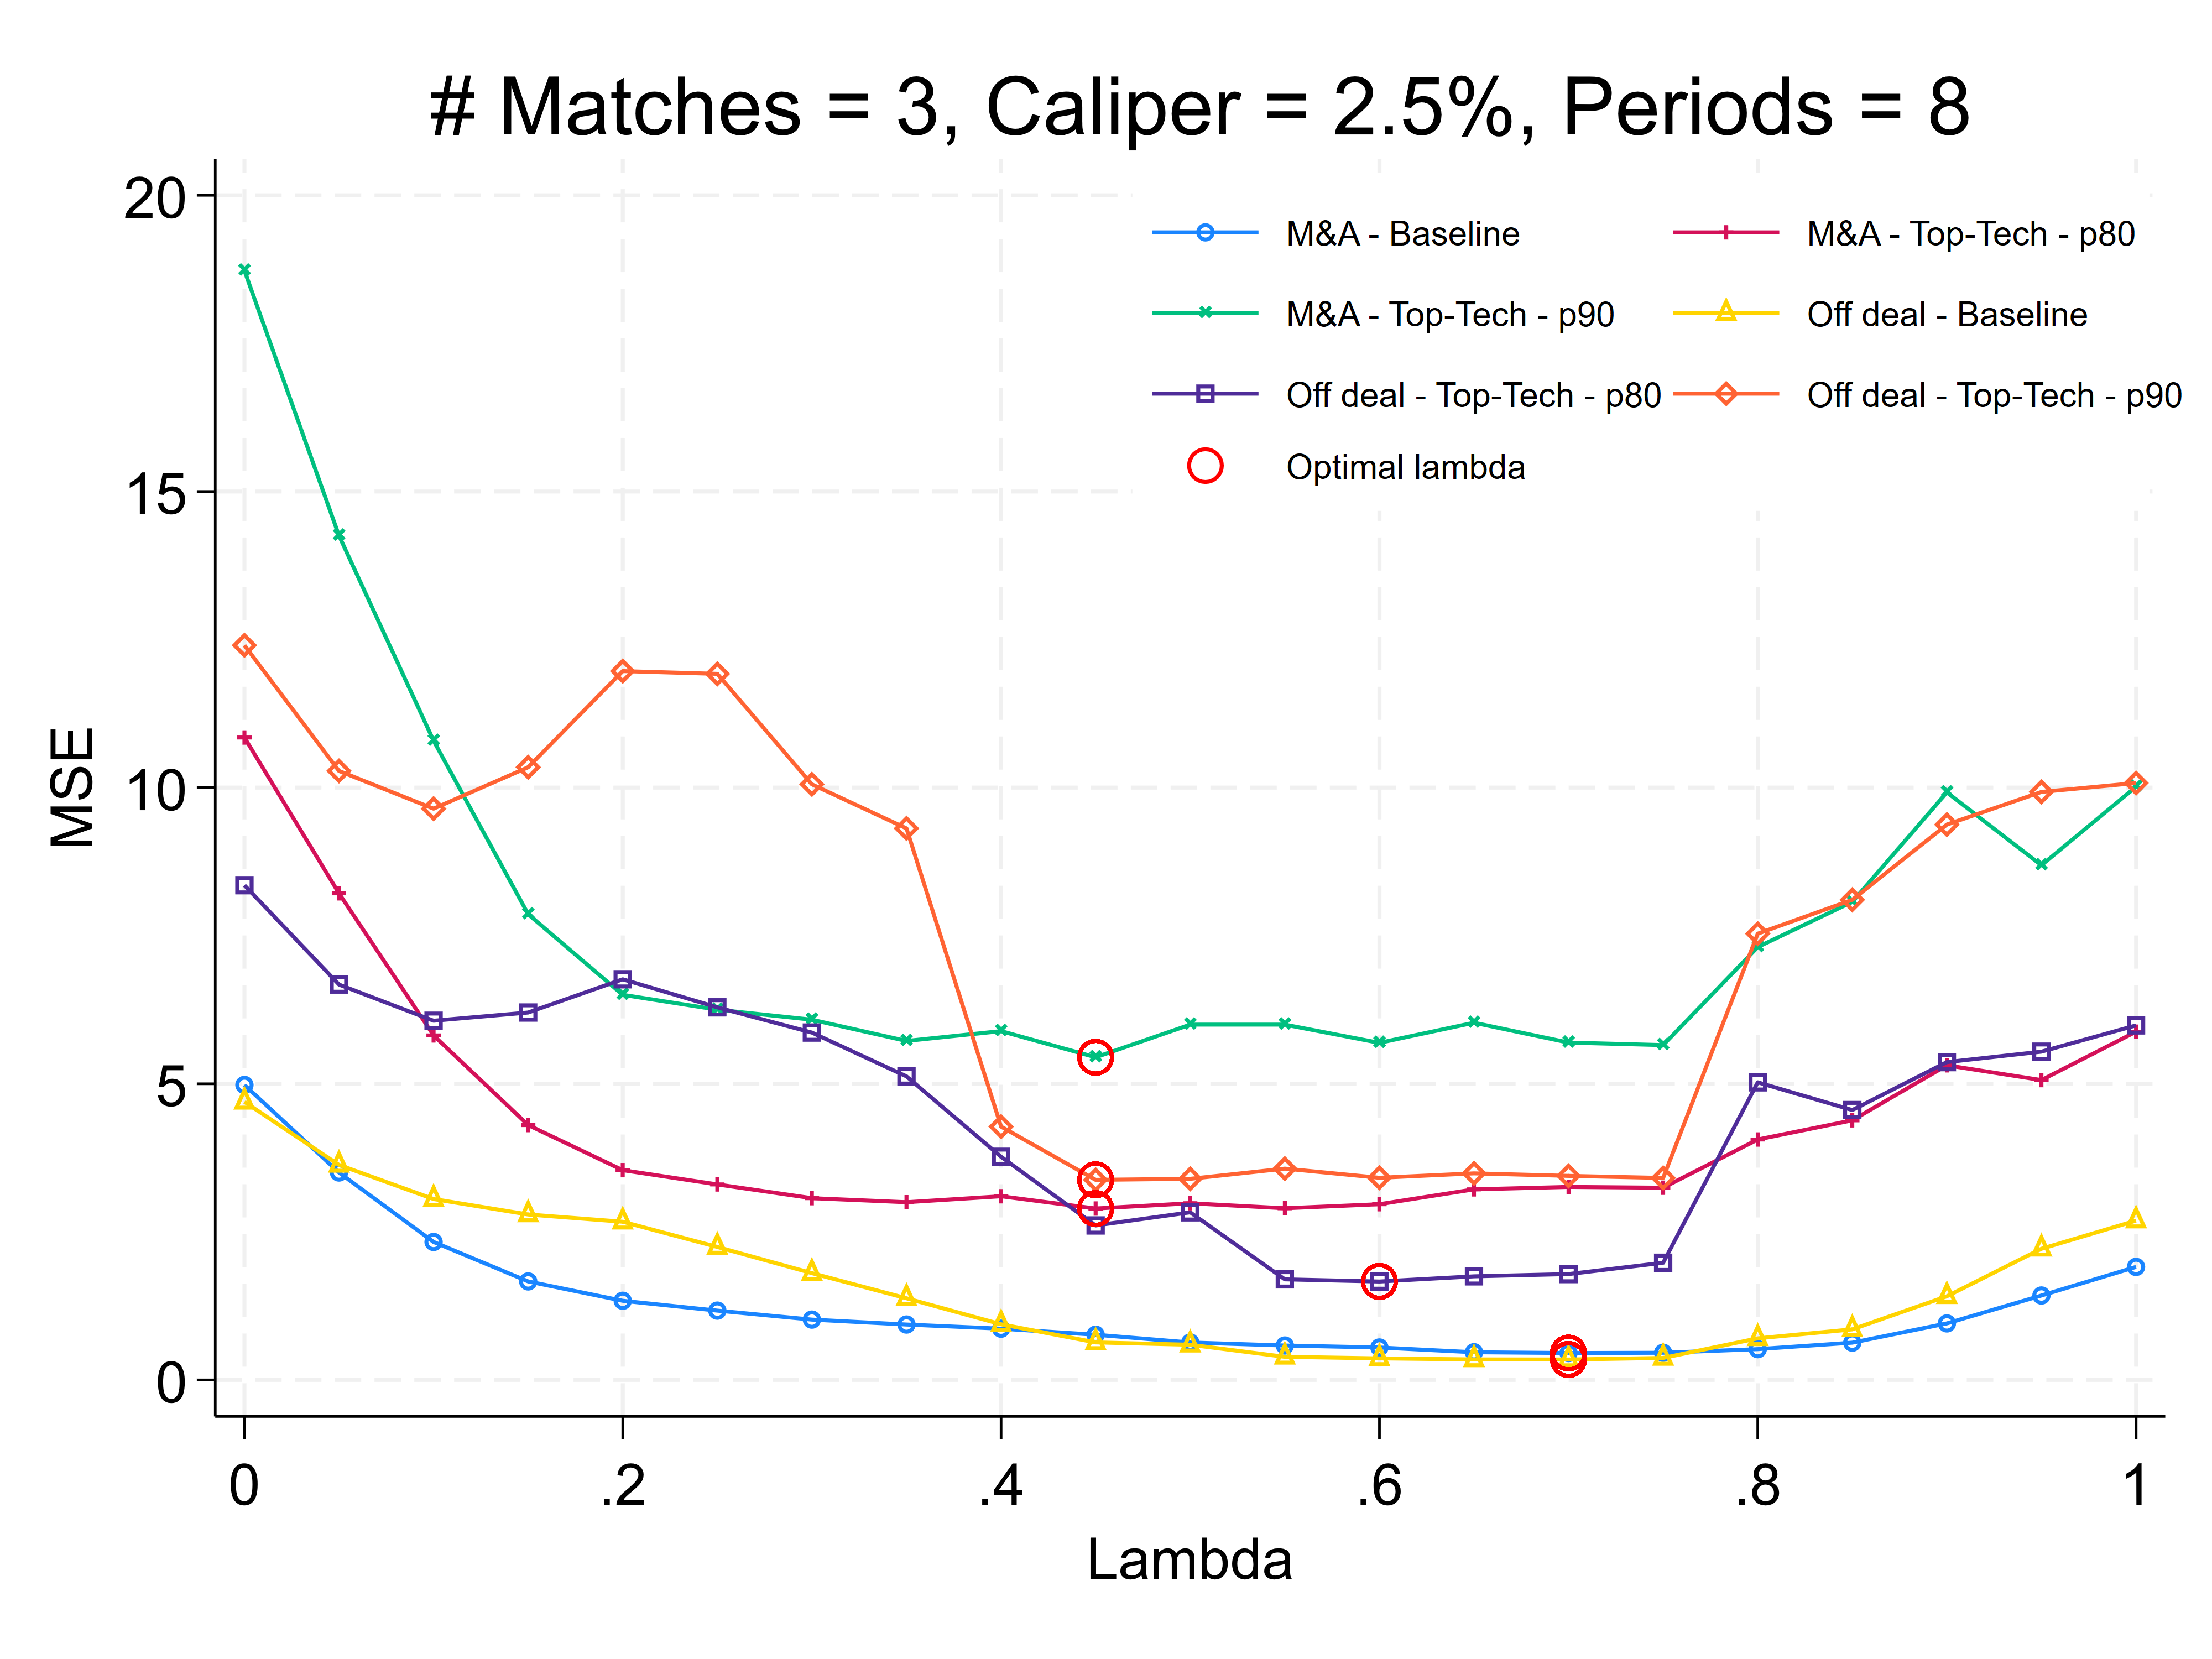 # Matches = 3, Caliper = 2.5%, Periods = 8
M&A - Baseline
M&A - Top-Tech - p80
M&A - Top-Tech - p90
Off deal - Baseline
Off deal - Top-Tech - p80
Off deal - Top-Tech - p90
Optimal lambda
MSE
20
15
10
5
0
0 .2 .4 .6 .8 1
Lambda